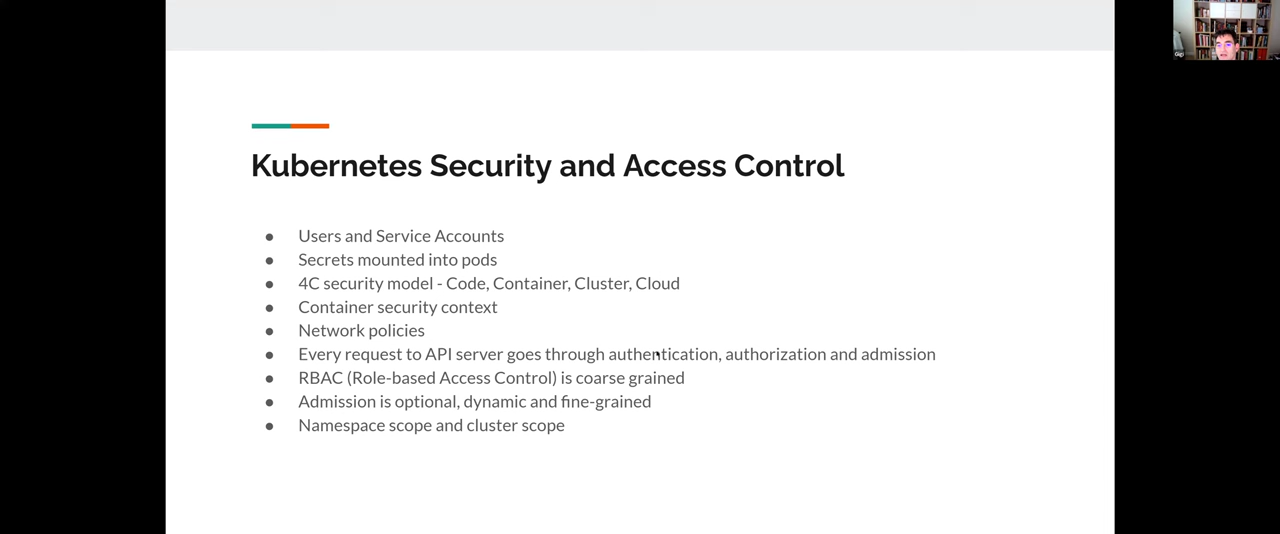 Kubernetes Security and Access Control
● Users and Service Accounts
● Secrets mounted into pods
● 4C security model - Code, Container, Cluster, Cloud
● Container security context
● Network policies
● Every request to API server goes through authentication, authorization and admission
● RBAC (Role-based Access Control) is coarse grained
● Admission is optional, dynamic and fine-grained
● Namespace scope and cluster scope
Gigi